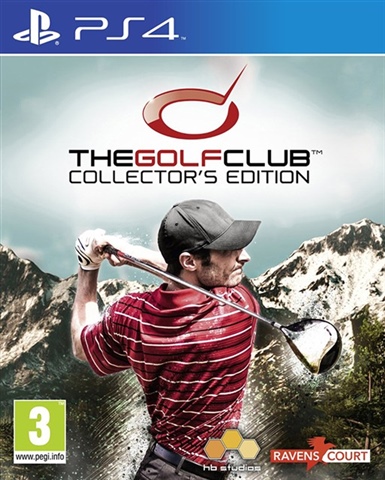 PS4
THEGOLFCLUB™
COLLECTOR'S EDITION
3
www.pegi.info
hb studios
RAVENSCOURT